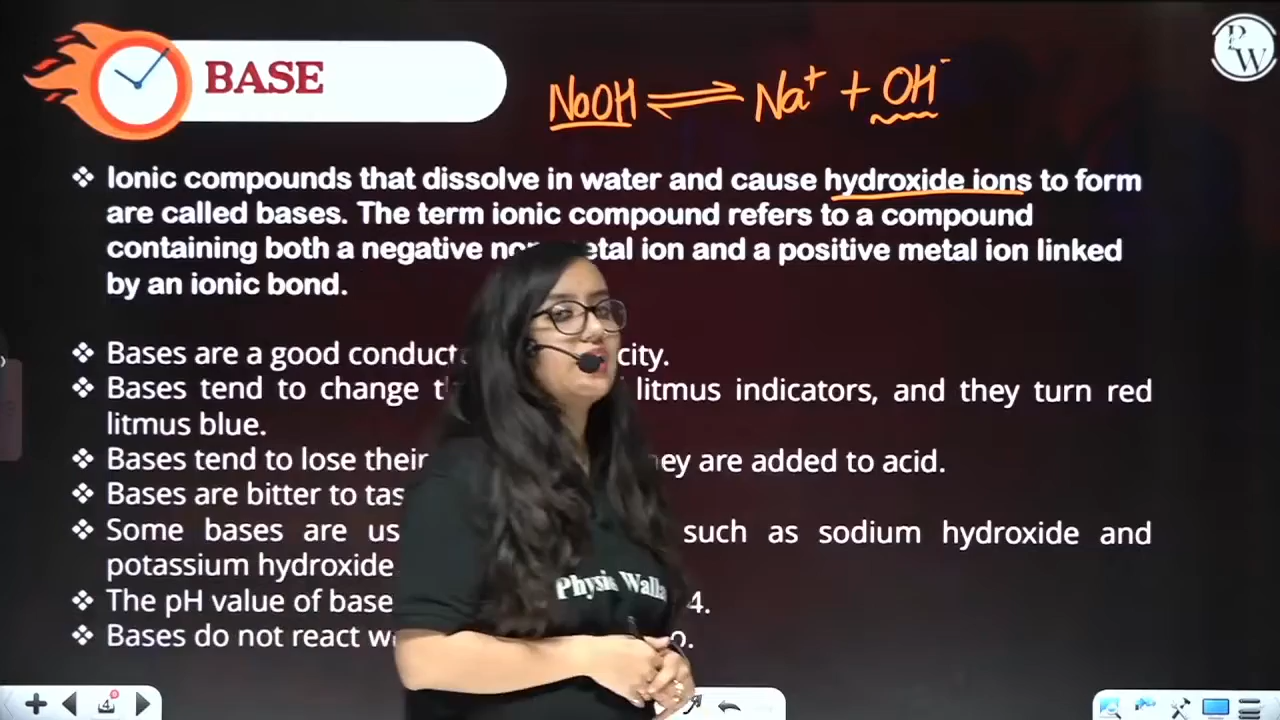 BASE
NaOH ⇌ Na⁺ + OH⁻
PW
❖ Ionic compounds that dissolve in water and cause hydroxide ions to form
are called bases. The term ionic compound refers to a compound
containing both a negative etal ion and a positive metal ion linked
by an ionic bond.
❖ Bases are a good conduct city.
❖ Bases tend to change litmus indicators, and they turn red
litmus blue.
❖ Bases tend to lose their ey are added to acid.
❖ Bases are bitter to tas
❖ Some bases are us such as sodium hydroxide and
potassium hydroxide
❖ The pH value of base 4.
❖ Bases do not react w o.
Physi Walla
4